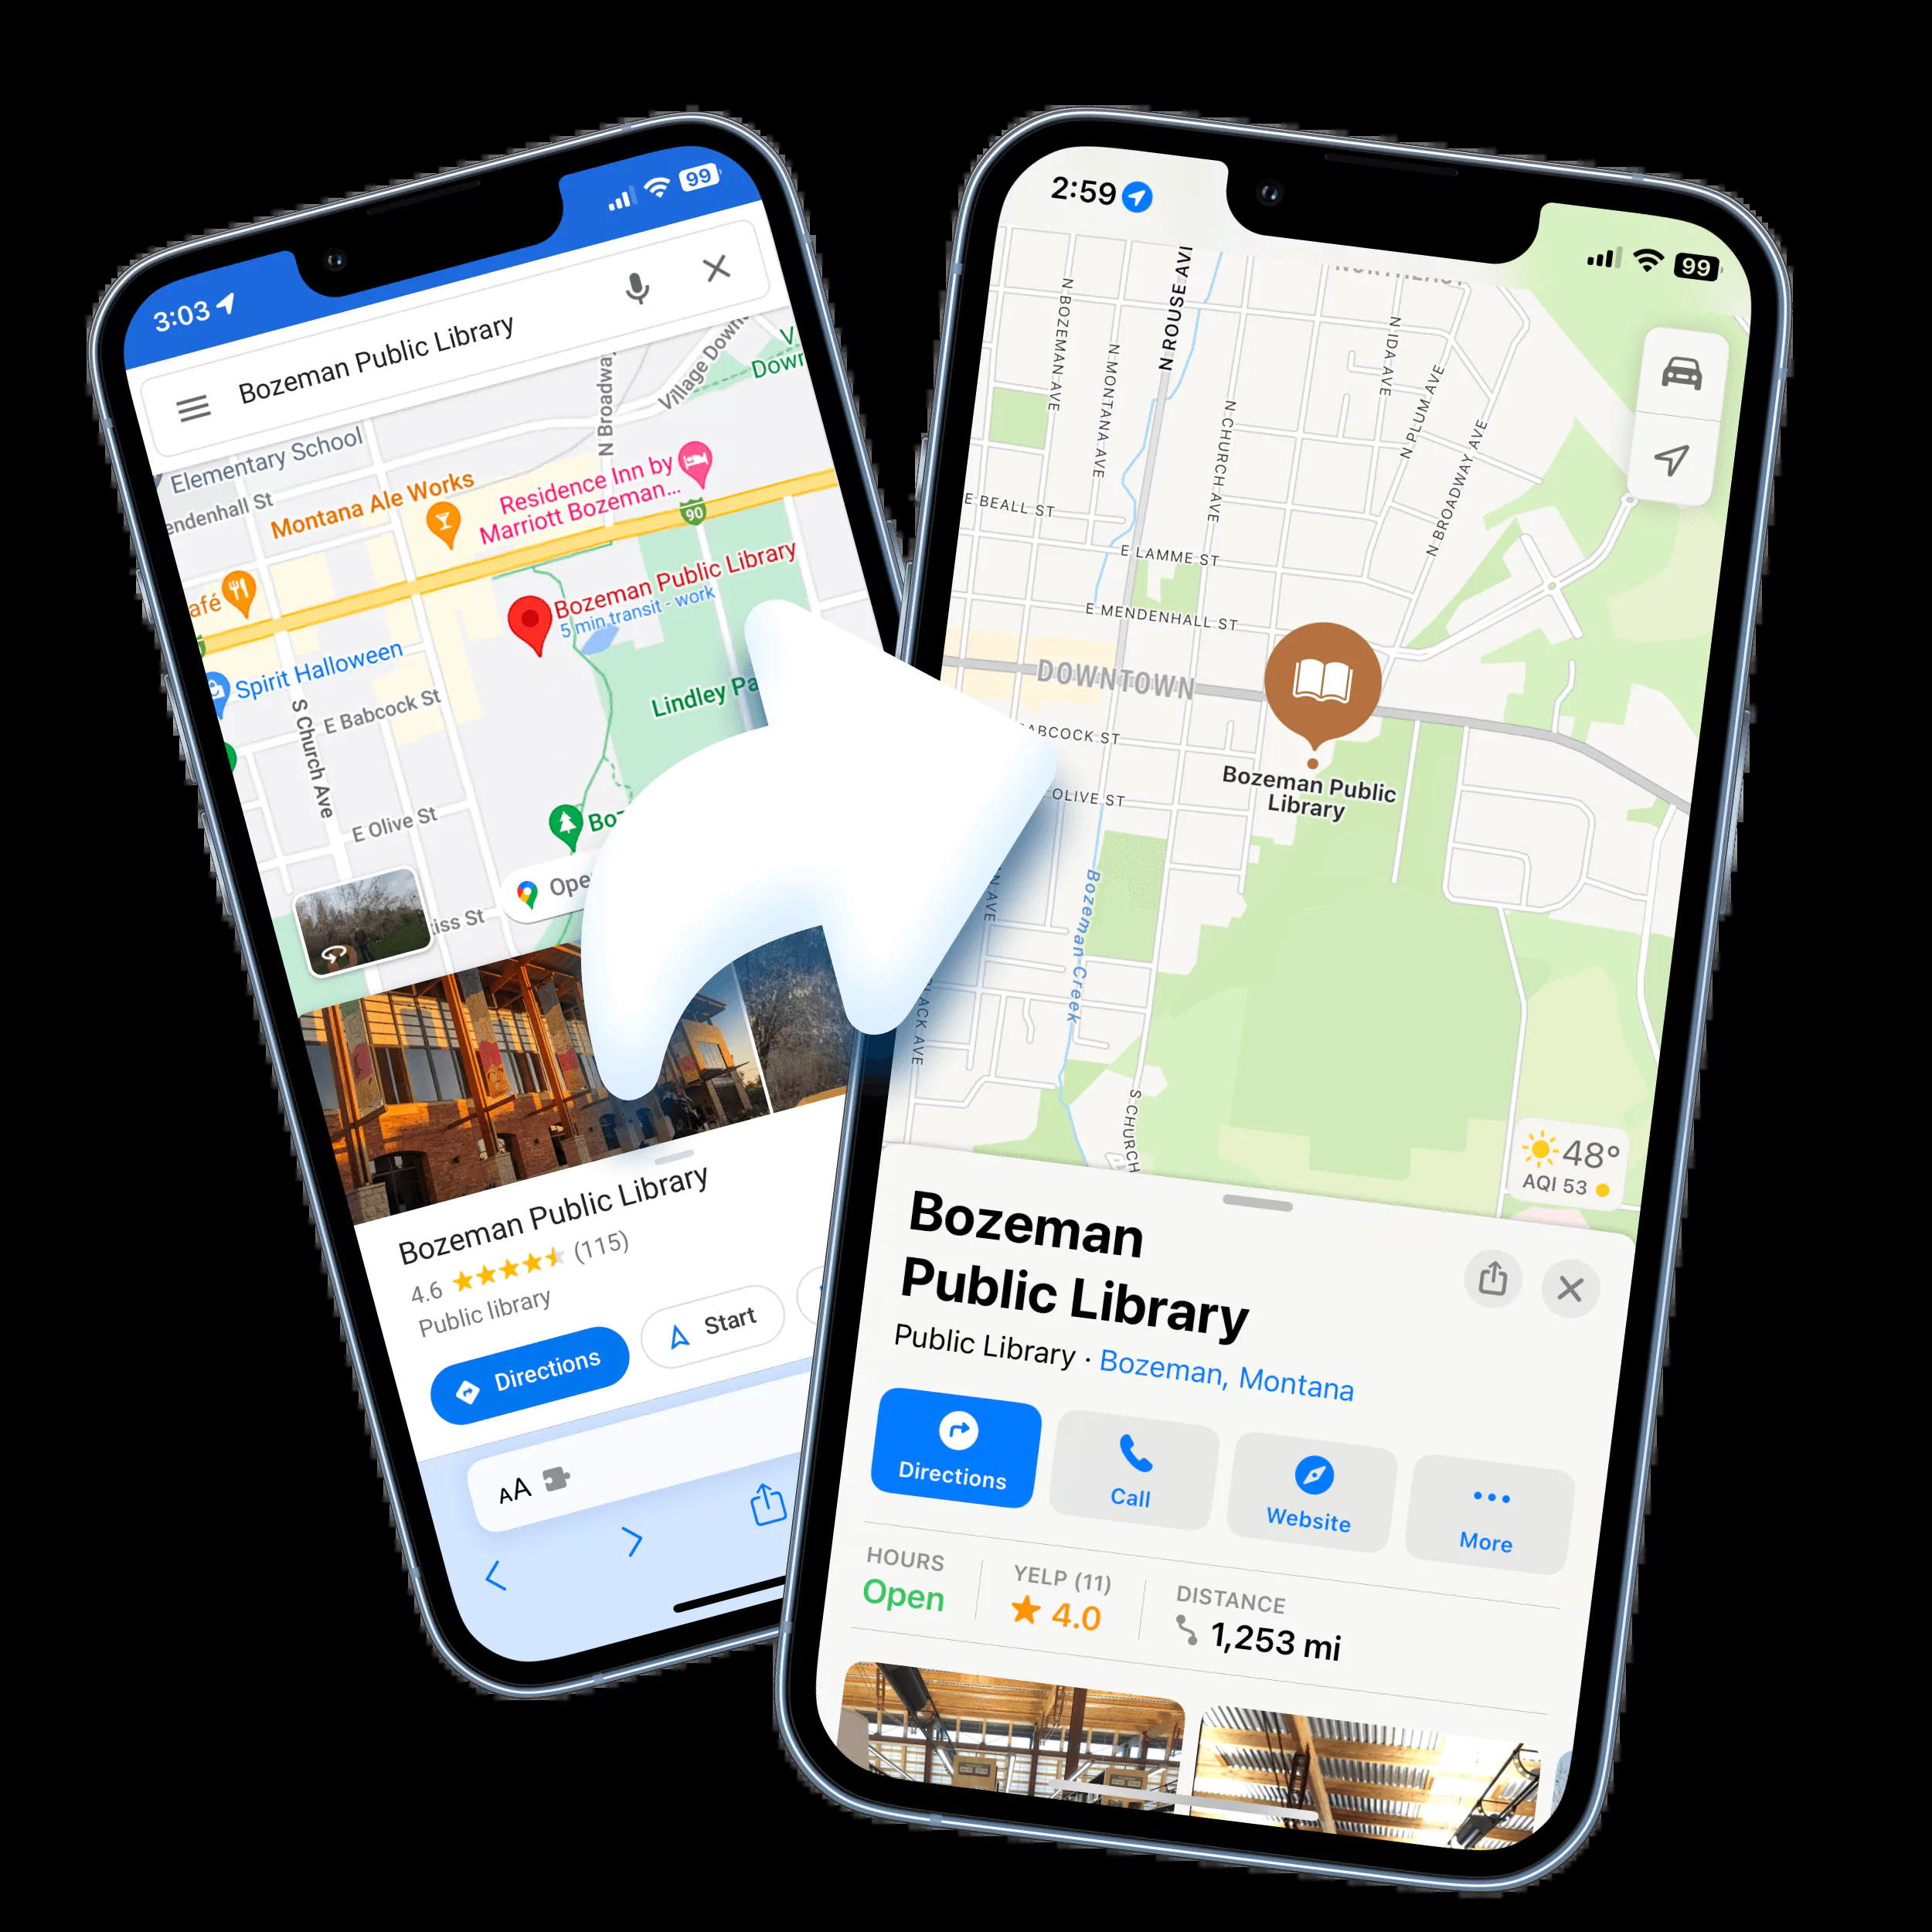 3:03
99
Bozeman Public Library
Village Down
V
Down
N Broadway
Elementary School
endenhall St
Montana Ale Works
Residence Inn by
Marriott Bozeman...
90
afé
Bozeman Public Library
5 min transit - work
Spirit Halloween
Lindley Pa
E Babcock St
S Church Ave
E Olive St
Boz
Ope
iss St
Bozeman Public Library
4.6 (115)
Public library
Directions
Start
AA
2:59
99
N ROUSE AVE
N BOZEMAN AVE
N MONTANA AVE
N IDA AVE
N PLUM AVE
N CHURCH AVE
N BROADWAY AVE
E BEALL ST
E LAMME ST
E MENDENHALL ST
DOWNTOWN
ABCOCK ST
Bozeman Public
Library
OLIVE ST
N AVE
Bozeman Creek
LACK AVE
S CHURCH
48°
AQI 53
Bozeman
Public Library
Public Library · Bozeman, Montana
Directions
Call
Website
More
HOURS
Open
YELP (11)
4.0
DISTANCE
1,253 mi